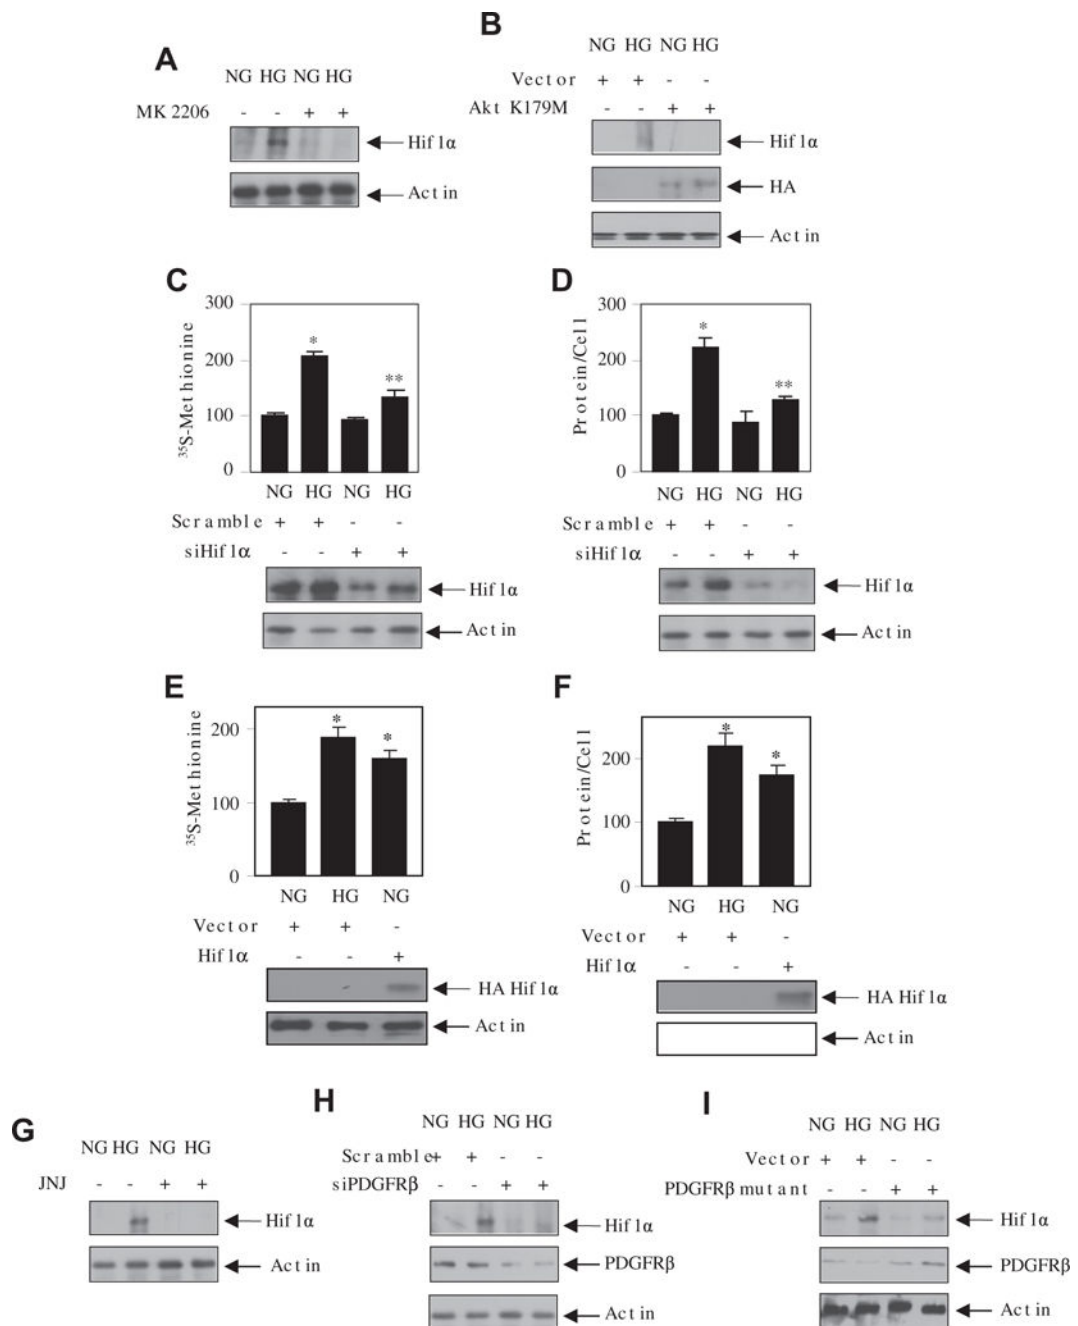 A
NG HG NG HG
MK 2206 - - + +
Hif 1α
Actin
B
NG HG NG HG
Vector + + - -
Akt K179M - - + +
Hif 1α
HA
Actin
C
300
200
100
0
35S-Methionine
* **
NG HG NG HG
Scramble + + - -
siHif 1α - - + +
Hif 1α
Actin
D
300
200
100
0
Protein/Cell
* **
NG HG NG HG
Scramble + + - -
siHif 1α - - + +
Hif 1α
Actin
E
200
100
0
35S-Methionine
* *
NG HG NG
Vector + + -
Hif 1α - - +
HA Hif 1α
Actin
F
200
100
0
Protein/Cell
* *
NG HG NG
Vector + + -
Hif 1α - - +
HA Hif 1α
Actin
G
NG HG NG HG
JNJ - - + +
Hif 1α
Actin
H
NG HG NG HG
Scramble + + - -
siPDGFRβ - - + +
Hif 1α
PDGFRβ
Actin
I
NG HG NG HG
Vector + + - -
PDGFRβ mutant - - + +
Hif 1α
PDGFRβ
Actin